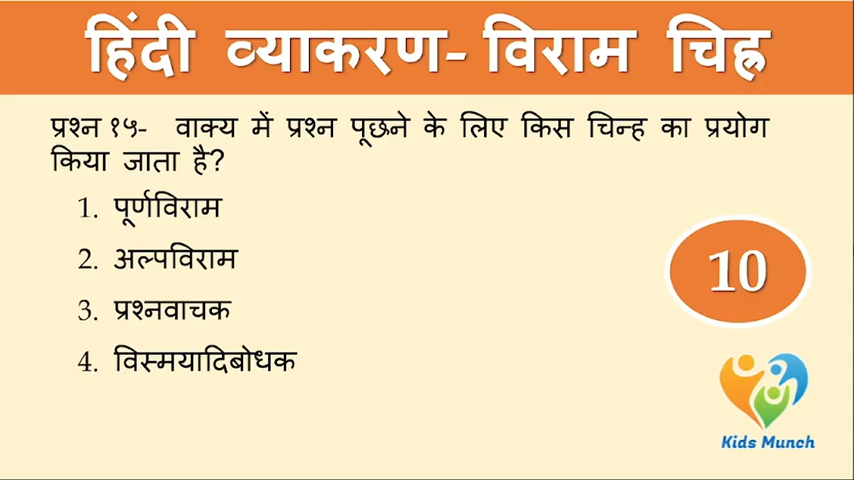 हिंदी व्याकरण- विराम चिह्न
प्रश्न १५- वाक्य में प्रश्न पूछने के लिए किस चिन्ह का प्रयोग
किया जाता है?
1. पूर्णविराम
2. अल्पविराम
3. प्रश्नवाचक
4. विस्मयादिबोधक
10
Kids Munch